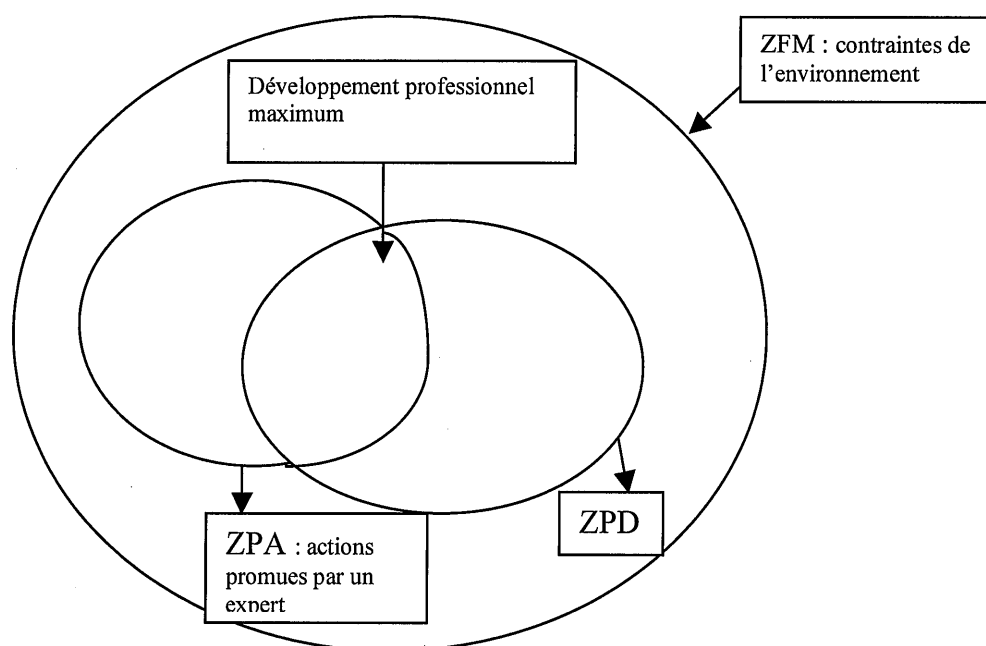 ZFM : contraintes de
l'environnement
Développement professionnel
maximum
ZPD
ZPA : actions
promues par un
expert